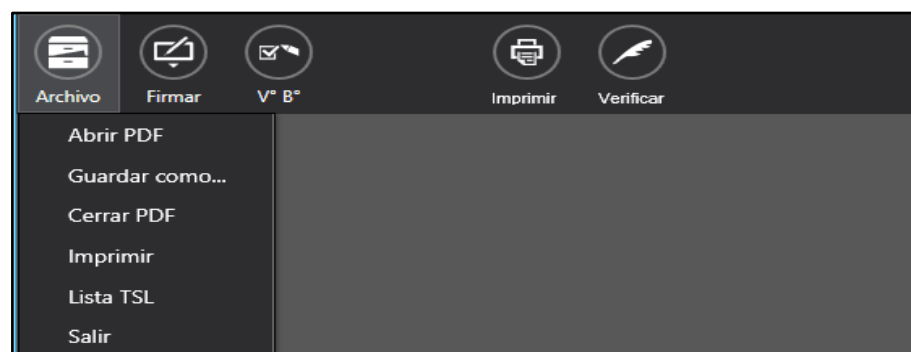 Archivo Firmar V° B° Imprimir Verificar
Abrir PDF
Guardar como...
Cerrar PDF
Imprimir
Lista TSL
Salir